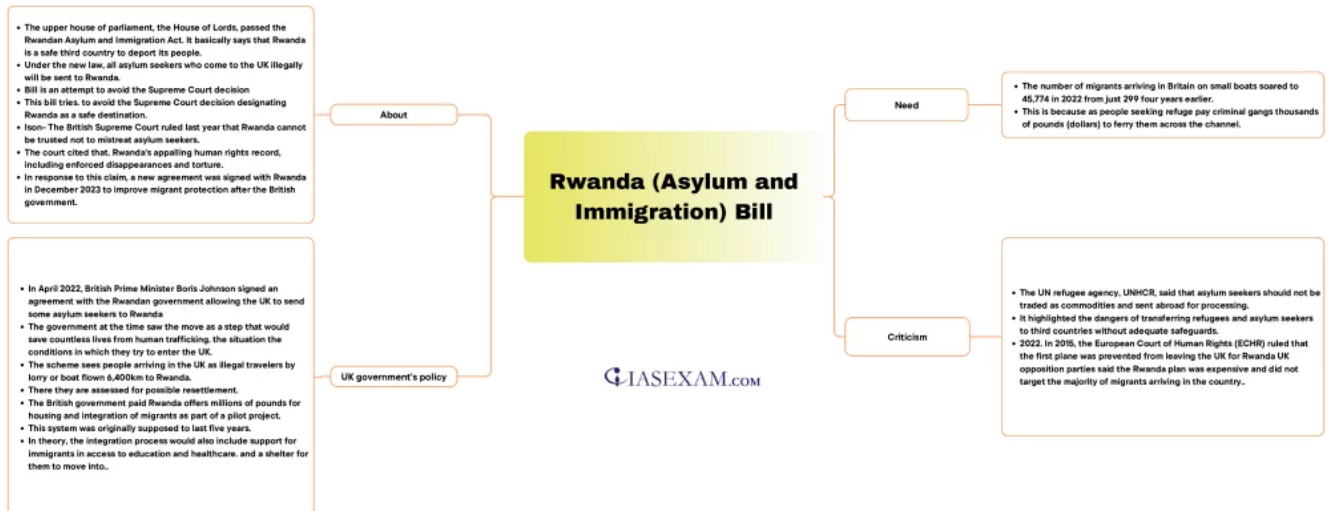 • The upper house of parliament, the House of Lords, passed the
Rwandan Asylum and Immigration Act. It basically says that Rwanda
is a safe third country to deport its people.
• Under the new law, all asylum seekers who come to the UK illegally
will be sent to Rwanda.
• Bill is an attempt to avoid the Supreme Court decision
• This bill tries. to avoid the Supreme Court decision designating
Rwanda as a safe destination.
• Ison- The British Supreme Court ruled last year that Rwanda cannot
be trusted not to mistreat asylum seekers.
• The court cited that. Rwanda's appalling human rights record,
including enforced disappearances and torture.
• In response to this claim, a new agreement was signed with Rwanda
in December 2023 to improve migrant protection after the British
government.
About
• In April 2022, British Prime Minister Boris Johnson signed an
agreement with the Rwandan government allowing the UK to send
some asylum seekers to Rwanda
• The government at the time saw the move as a step that would
save countless lives from human trafficking. the situation the
conditions in which they try to enter the UK.
• The scheme sees people arriving in the UK as illegal travelers by
lorry or boat flown 6,400km to Rwanda.
• There they are assessed for possible resettlement.
• The British government paid Rwanda offers millions of pounds for
housing and integration of migrants as part of a pilot project.
• This system was originally supposed to last five years.
• In theory, the integration process would also include support for
immigrants in access to education and healthcare. and a shelter for
them to move into..
UK government's policy
Rwanda (Asylum and
Immigration) Bill
IASEXAM.COM
Need
• The number of migrants arriving in Britain on small boats soared to
45,774 in 2022 from just 299 four years earlier.
• This is because as people seeking refuge pay criminal gangs thousands
of pounds (dollars) to ferry them across the channel.
Criticism
• The UN refugee agency, UNHCR, said that asylum seekers should not be
traded as commodities and sent abroad for processing.
• It highlighted the dangers of transferring refugees and asylum seekers
to third countries without adequate safeguards.
• 2022. In 2015, the European Court of Human Rights (ECHR) ruled that
the first plane was prevented from leaving the UK for Rwanda UK
opposition parties said the Rwanda plan was expensive and did not
target the majority of migrants arriving in the country..